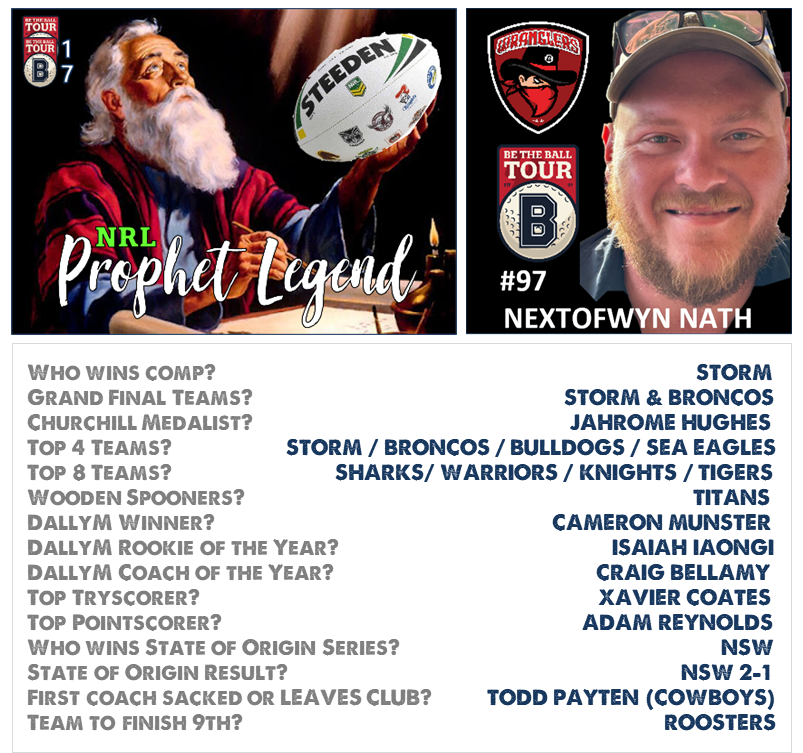 BE THE BALL
TOUR
BE THE BALL
TOUR
B
1
7
STEEDEN
NRL
NRL
Prophet Legend
WRANGLERS
BE THE BALL
TOUR
B
#97
NEXTOFWYN NATH
WHO WINS COMP? STORM
GRAND FINAL TEAMS? STORM & BRONCOS
CHURCHILL MEDALIST? JAHROME HUGHES
TOP 4 TEAMS? STORM / BRONCOS / BULLDOGS / SEA EAGLES
TOP 8 TEAMS? SHARKS/ WARRIORS / KNIGHTS / TIGERS
WOODEN SPOONERS? TITANS
DALLYM WINNER? CAMERON MUNSTER
DALLYM ROOKIE OF THE YEAR? ISAIAH IAONGI
DALLYM COACH OF THE YEAR? CRAIG BELLAMY
TOP TRYSCORER? XAVIER COATES
TOP POINTSCORER? ADAM REYNOLDS
WHO WINS STATE OF ORIGIN SERIES? NSW
STATE OF ORIGIN RESULT? NSW 2-1
FIRST COACH SACKED OR LEAVES CLUB? TODD PAYTEN (COWBOYS)
TEAM TO FINISH 9TH? ROOSTERS